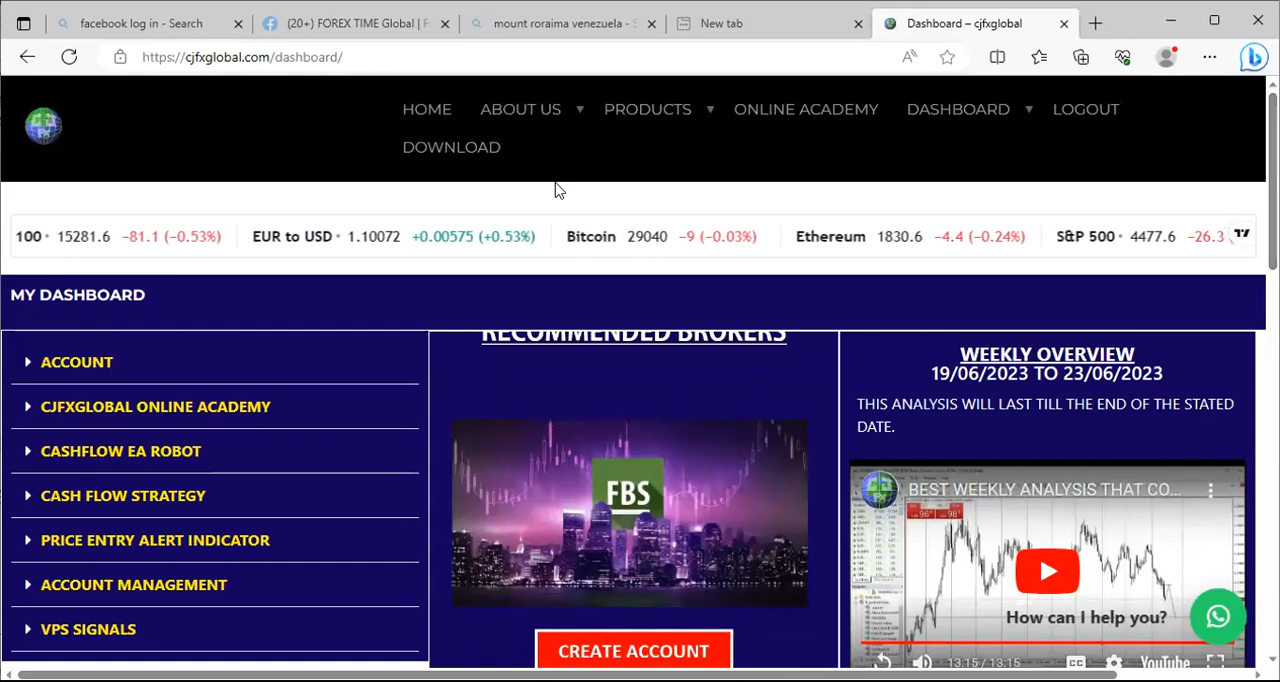 facebook log in - Search
(20+) FOREX TIME Global | F
mount roraima venezuela - S
New tab
Dashboard – cjfxglobal
https://cjfxglobal.com/dashboard/
HOME ABOUT US PRODUCTS ONLINE ACADEMY DASHBOARD LOGOUT
DOWNLOAD
100 15281.6 −81.1 (−0.53%) EUR to USD 1.10072 +0.00575 (+0.53%) Bitcoin 29040 −9 (−0.03%) Ethereum 1830.6 −4.4 (−0.24%) S&P 500 4477.6 −26.3
MY DASHBOARD
ACCOUNT
CJFXGLOBAL ONLINE ACADEMY
CASHFLOW EA ROBOT
CASH FLOW STRATEGY
PRICE ENTRY ALERT INDICATOR
ACCOUNT MANAGEMENT
VPS SIGNALS
RECOMMENDED BROKERS
FBS
CREATE ACCOUNT
WEEKLY OVERVIEW
19/06/2023 TO 23/06/2023
THIS ANALYSIS WILL LAST TILL THE END OF THE STATED
DATE.
BEST WEEKLY ANALYSIS THAT CO...
How can I help you?
13:15 / 13:15 CC YouTube